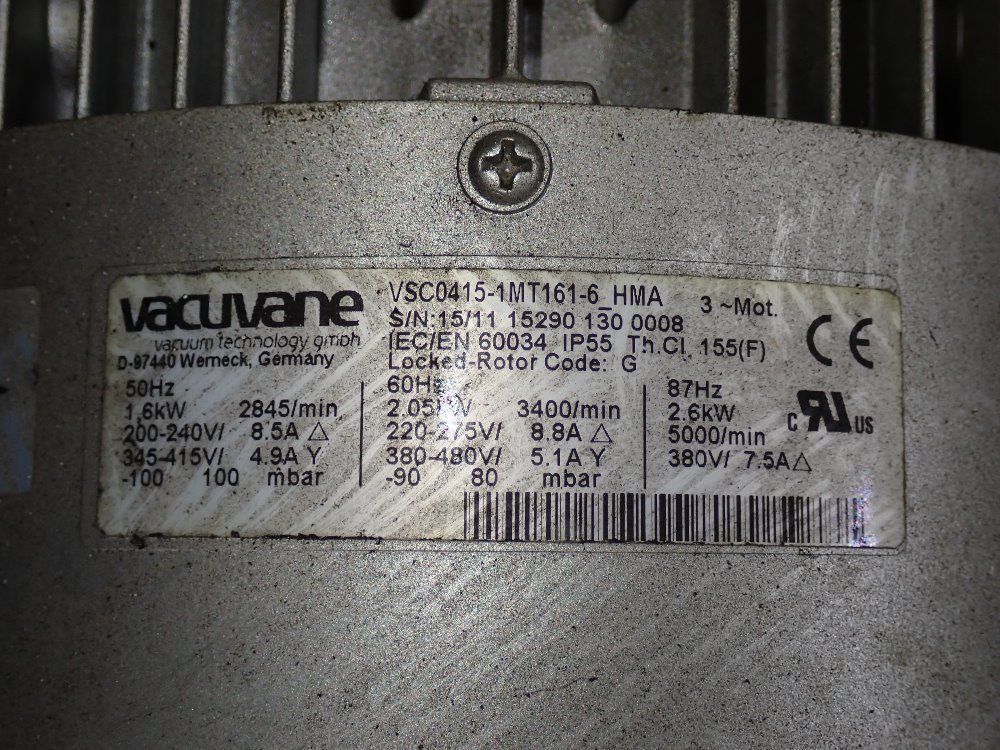 vacuvane
vacuum technology gmbh
D-97440 Werneck, Germany
VSC0415-1MT161-6_HMA 3 ~Mot.
S/N:15/11 15290 130 0008
IEC/EN 60034 IP55 Th.Cl. 155(F)
Locked-Rotor Code: G
CE
50Hz
1,6kW 2845/min
200-240V/ 8.5A △
345-415V/ 4.9A Y
-100 100 mbar
60Hz
2.05kW 3400/min
220-275V/ 8.8A △
380-480V/ 5.1A Y
-90 80 mbar
87Hz
2.6kW
5000/min
380V/ 7.5A△
c RU US